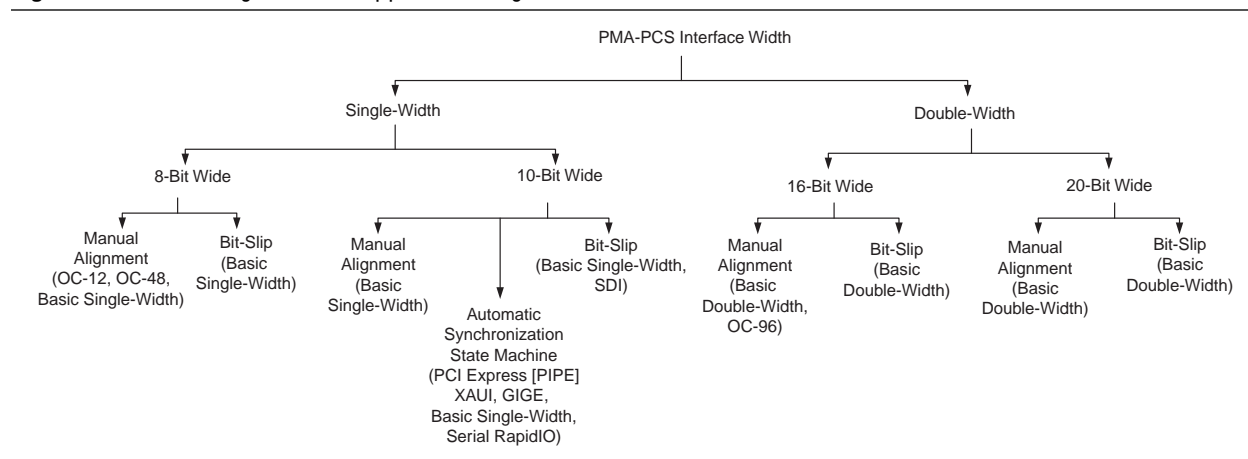 PMA-PCS Interface Width
Single-Width
Double-Width
8-Bit Wide
10-Bit Wide
16-Bit Wide
20-Bit Wide
Manual
Alignment
(OC-12, OC-48,
Basic Single-Width)
Bit-Slip
(Basic
Single-Width)
Manual
Alignment
(Basic
Single-Width)
Automatic
Synchronization
State Machine
(PCI Express [PIPE]
XAUI, GIGE,
Basic Single-Width,
Serial RapidIO)
Bit-Slip
(Basic Single-Width,
SDI)
Manual
Alignment
(Basic
Double-Width,
OC-96)
Bit-Slip
(Basic
Double-Width)
Manual
Alignment
(Basic
Double-Width)
Bit-Slip
(Basic
Double-Width)